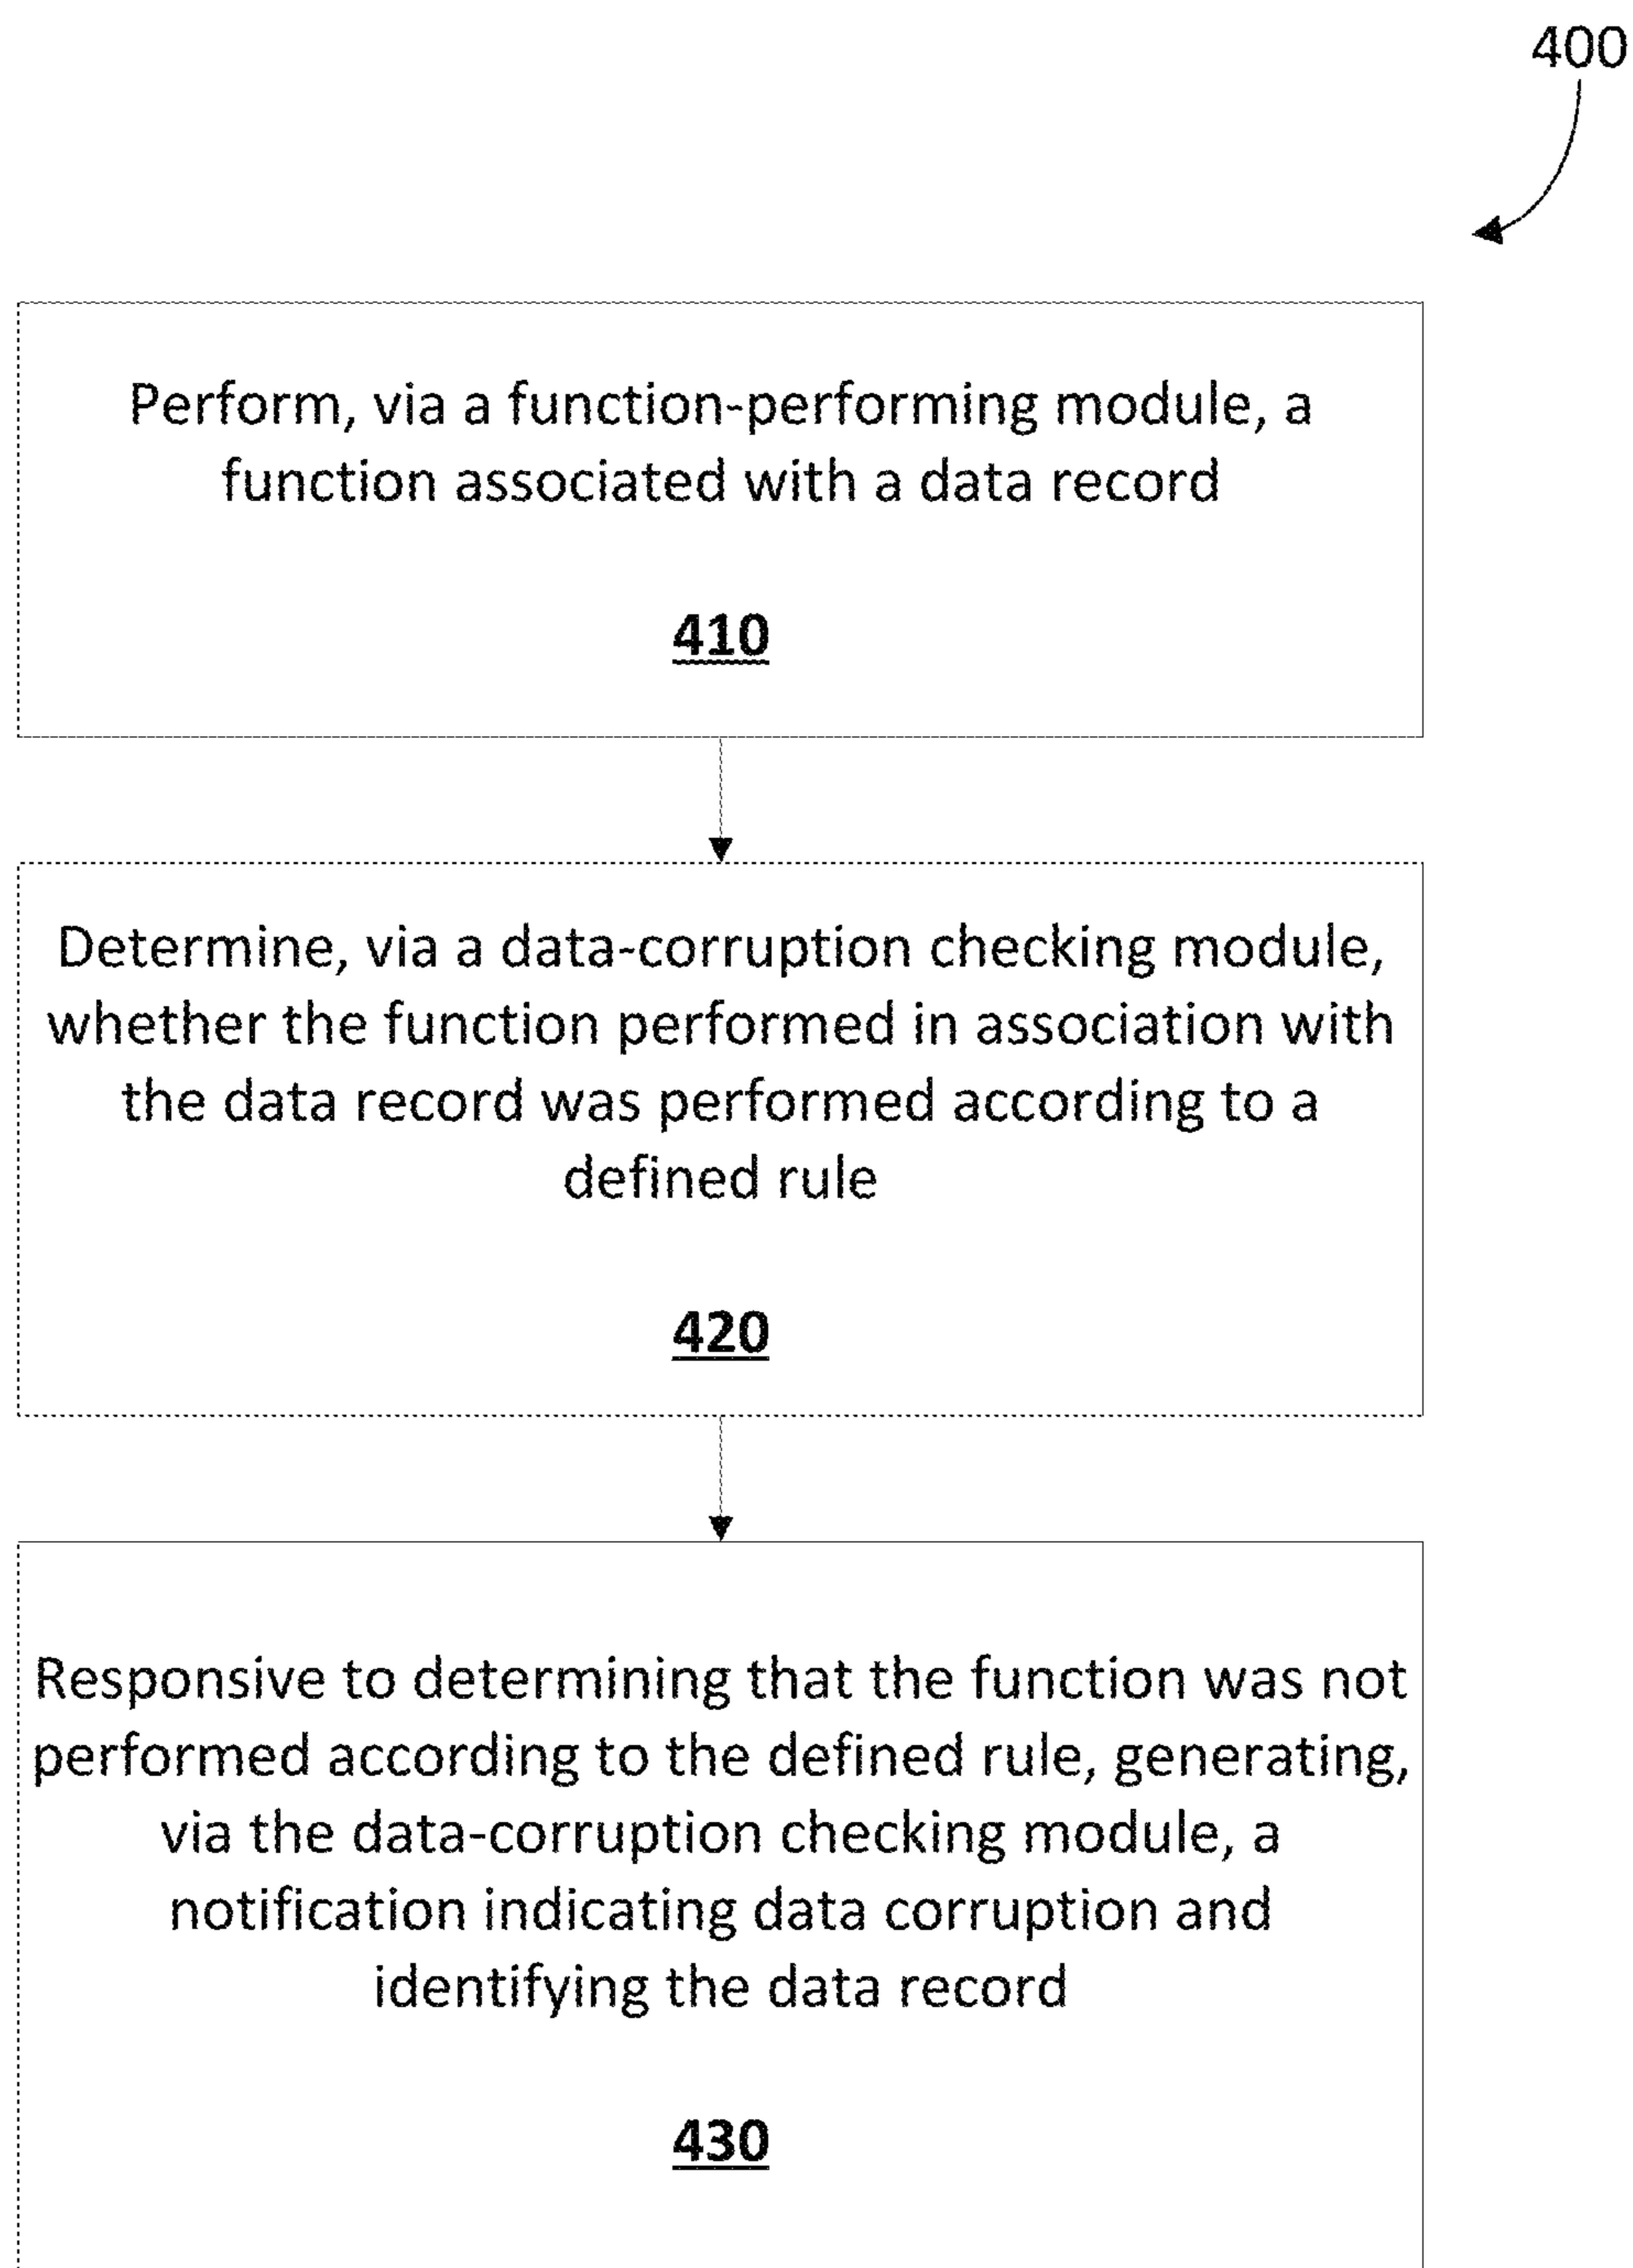 400
Perform, via a function-performing module, a
function associated with a data record
410
Determine, via a data-corruption checking module,
whether the function performed in association with
the data record was performed according to a
defined rule
420
Responsive to determining that the function was not
performed according to the defined rule, generating,
via the data-corruption checking module, a
notification indicating data corruption and
identifying the data record
430